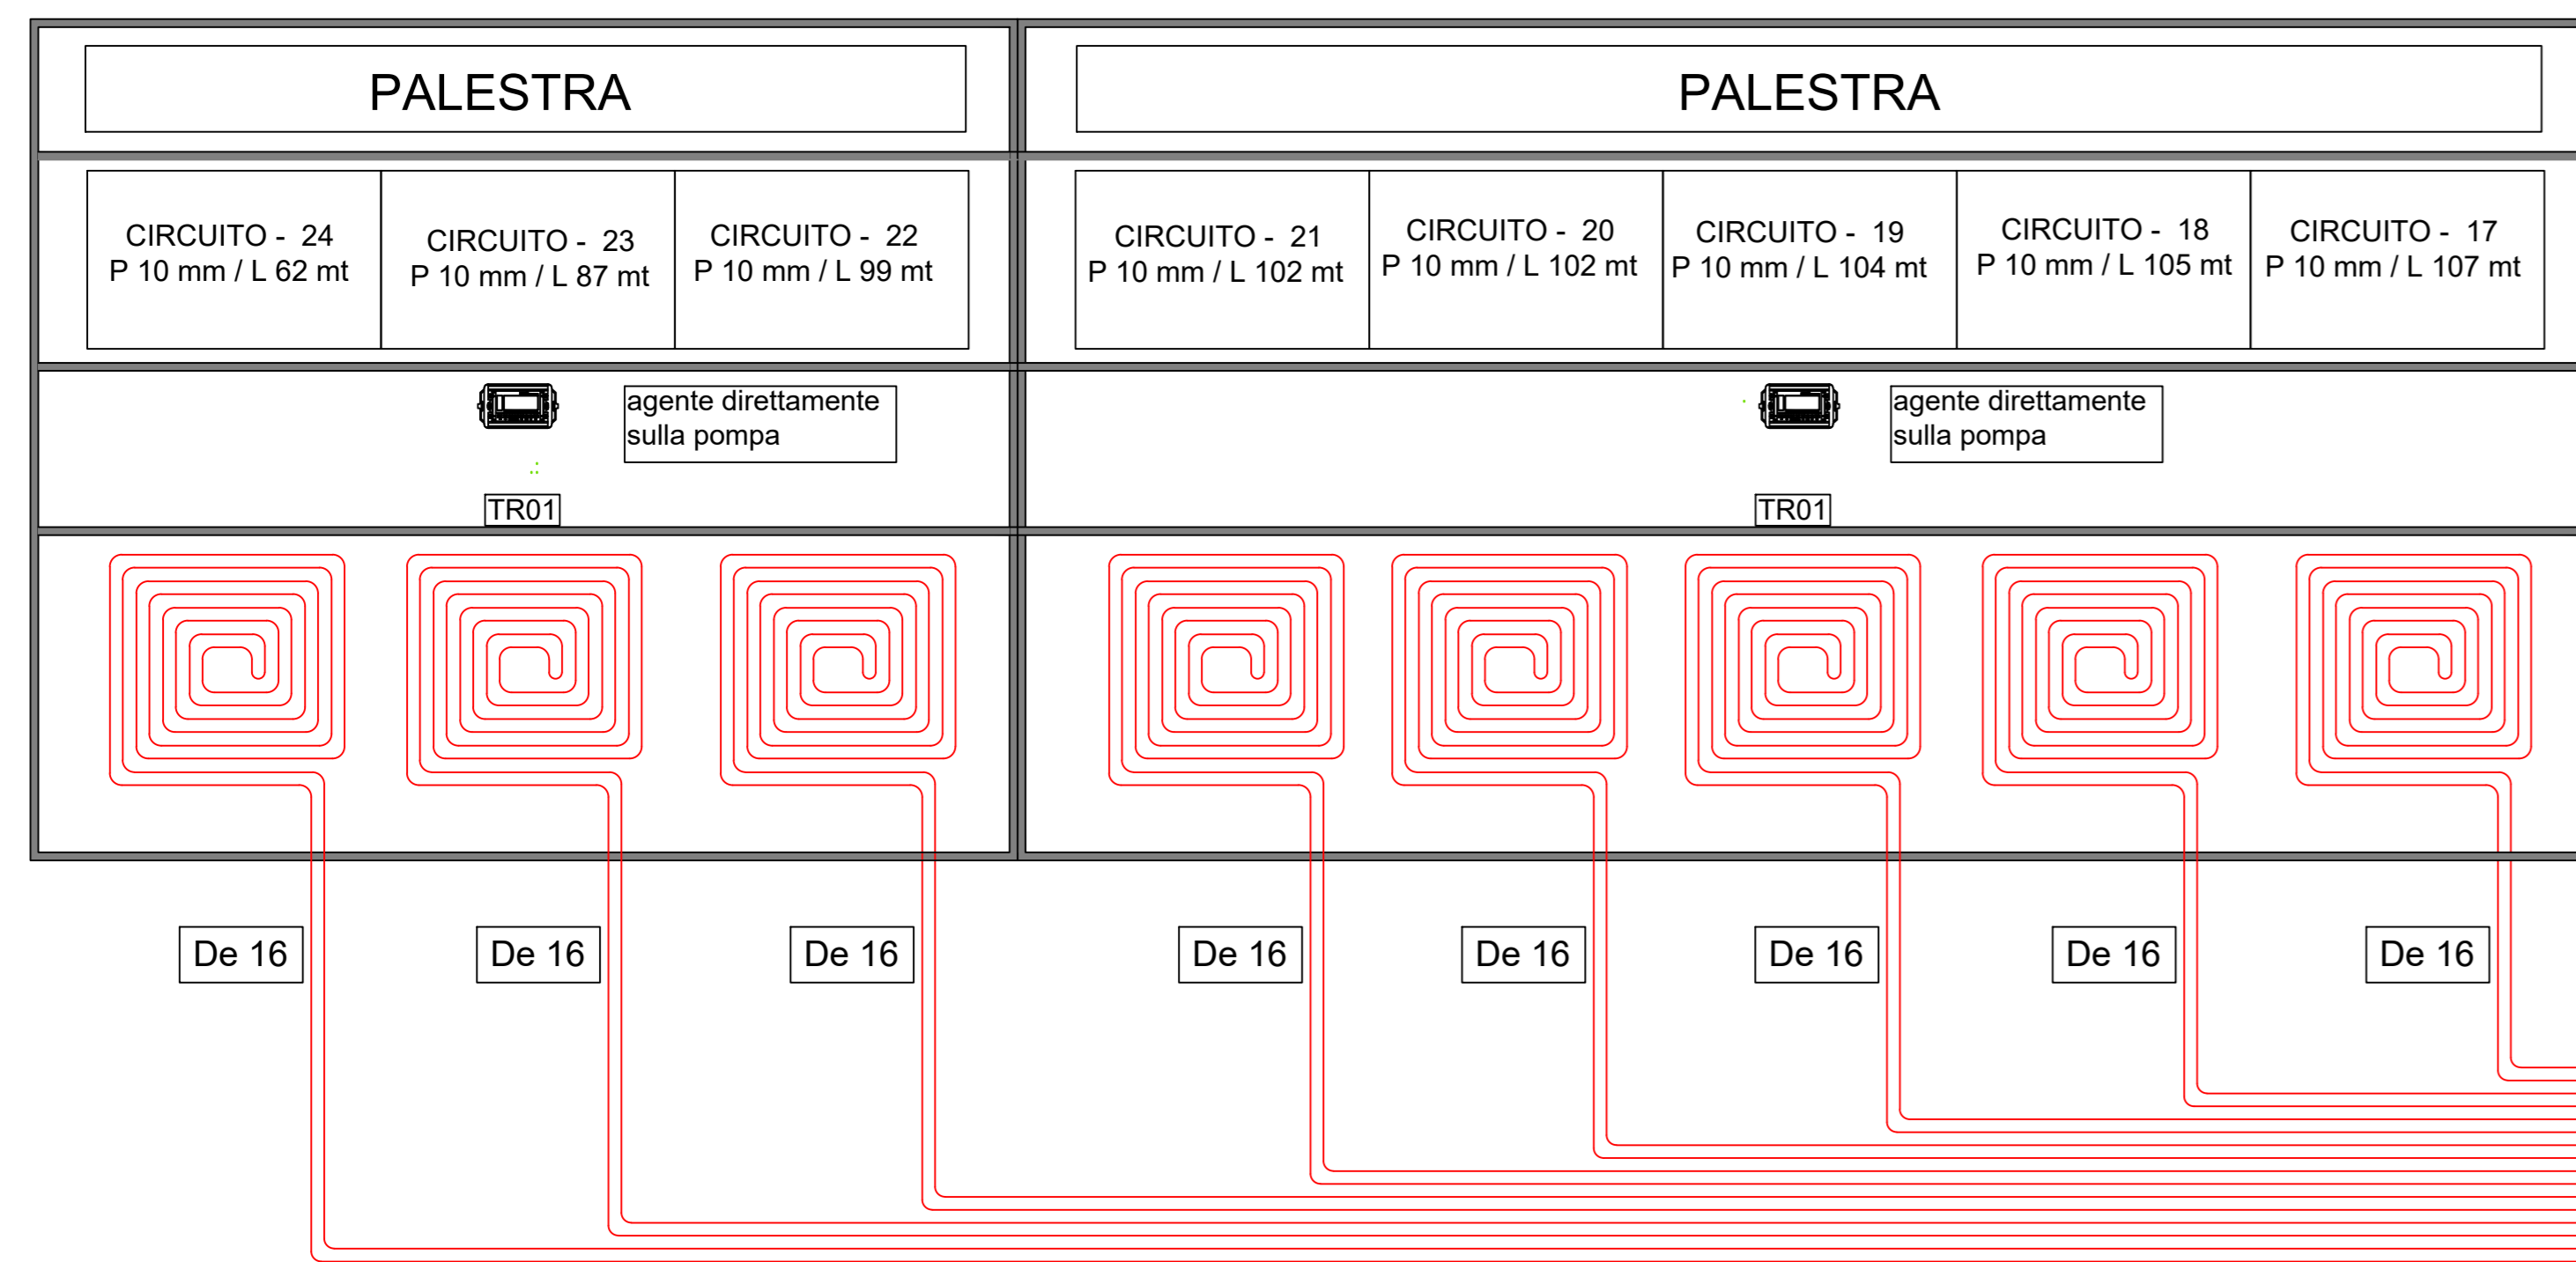 PALESTRA
PALESTRA
CIRCUITO - 24
P 10 mm / L 62 mt
CIRCUITO - 23
P 10 mm / L 87 mt
CIRCUITO - 22
P 10 mm / L 99 mt
CIRCUITO - 21
P 10 mm / L 102 mt
CIRCUITO - 20
P 10 mm / L 102 mt
CIRCUITO - 19
P 10 mm / L 104 mt
CIRCUITO - 18
P 10 mm / L 105 mt
CIRCUITO - 17
P 10 mm / L 107 mt
agente direttamente
sulla pompa
TR01
agente direttamente
sulla pompa
TR01
De 16
De 16
De 16
De 16
De 16
De 16
De 16
De 16